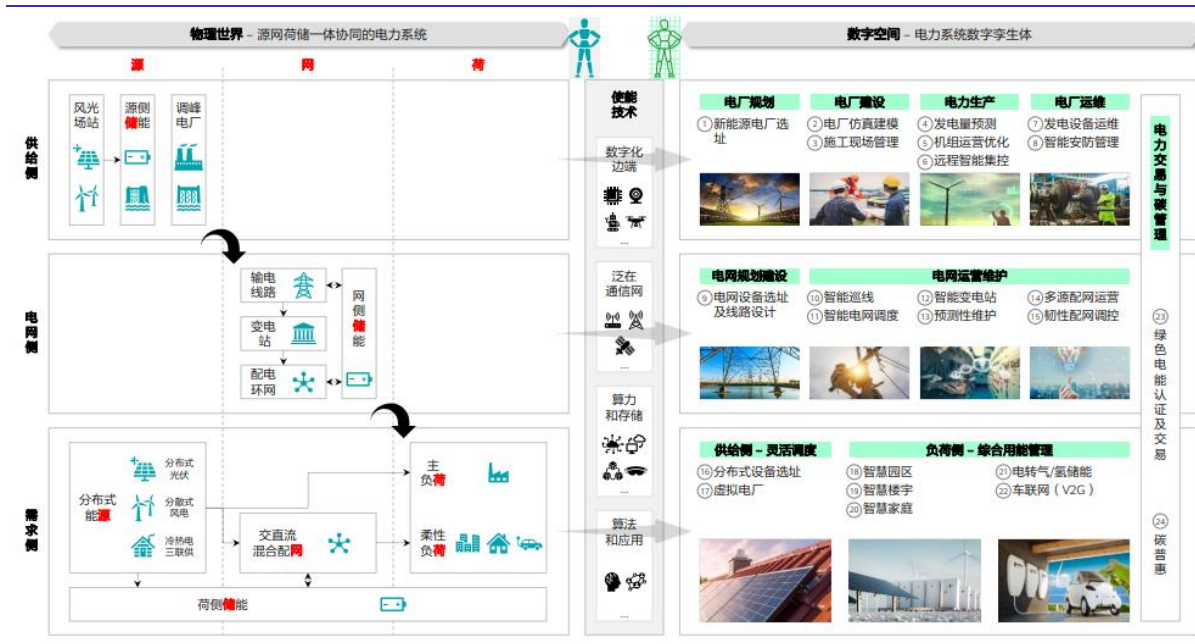 物理世界 – 源网荷储一体协同的电力系统
数字空间 – 电力系统数字孪生体
源
网
荷
供给侧
风光
场站
源侧
储能
调峰
电厂
电网侧
输电
线路
变电
站
配电
环网
网侧储能
需求侧
分布式
能源
分布式
光伏
分散式
风电
冷热电
三联供
交直流
混合配网
主
负荷
柔性
负荷
荷侧储能
使能
技术
数字化
边端
...
泛在
通信网
...
算力
和存储
...
算法
和应用
...
电厂规划
①新能源电厂选
址
电厂建设
②电厂仿真建模
③施工现场管理
电力生产
④发电量预测
⑤机组运营优化
⑥远程智能集控
电厂运维
⑦发电设备运维
⑧智能安防管理
电网规划建设
⑨电网设备选址
及线路设计
电网运营维护
⑩智能巡线
⑪智能电网调度
⑫智能变电站
⑬预测性维护
⑭多源配网运营
⑮韧性配网调控
供给侧 – 灵活调度
⑯分布式设备选址
⑰虚拟电厂
负荷侧 – 综合用能管理
⑱智慧园区
⑲智慧楼宇
⑳智慧家庭
㉑电转气/氢储能
㉒车联网（V2G）
电力交易与碳管理
㉓绿色电能认证及交易
㉔碳普惠